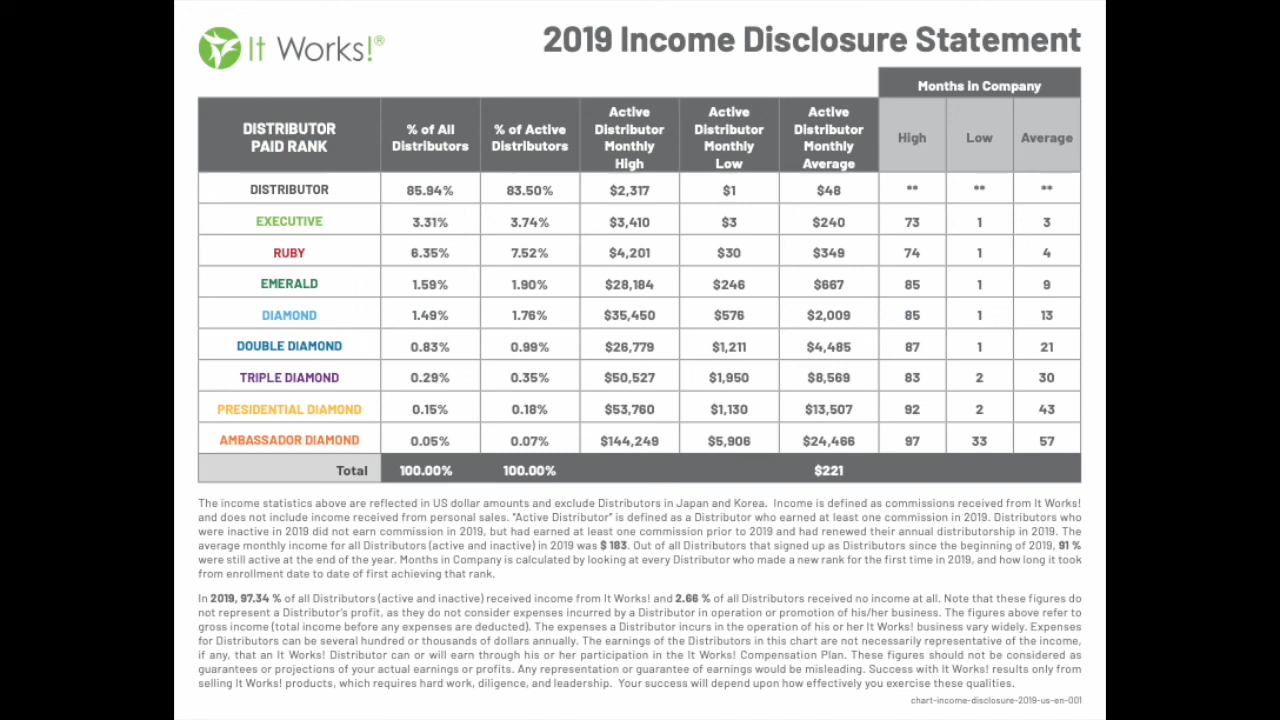 It Works!®
2019 Income Disclosure Statement
Months in Company
DISTRIBUTOR PAID RANK | % of All Distributors | % of Active Distributors | Active Distributor Monthly High | Active Distributor Monthly Low | Active Distributor Monthly Average | High | Low | Average
DISTRIBUTOR 85.94% 83.50% $2,317 $1 $48 ** ** **
EXECUTIVE 3.31% 3.74% $3,410 $3 $240 73 1 3
RUBY 6.35% 7.52% $4,201 $30 $349 74 1 4
EMERALD 1.59% 1.90% $28,184 $246 $667 85 1 9
DIAMOND 1.49% 1.76% $35,450 $576 $2,009 85 1 13
DOUBLE DIAMOND 0.83% 0.99% $26,779 $1,211 $4,485 87 1 21
TRIPLE DIAMOND 0.29% 0.35% $50,527 $1,950 $8,569 83 2 30
PRESIDENTIAL DIAMOND 0.15% 0.18% $53,760 $1,130 $13,507 92 2 43
AMBASSADOR DIAMOND 0.05% 0.07% $144,249 $5,906 $24,466 97 33 57
Total 100.00% 100.00% $221
The income statistics above are reflected in US dollar amounts and exclude Distributors in Japan and Korea. Income is defined as commissions received from It Works!
and does not include income received from personal sales. "Active Distributor" is defined as a Distributor who earned at least one commission in 2019. Distributors who
were inactive in 2019 did not earn commission in 2019, but had earned at least one commission prior to 2019 and had renewed their annual distributorship in 2019. The
average monthly income for all Distributors (active and inactive) in 2019 was $ 183. Out of all Distributors that signed up as Distributors since the beginning of 2019, 91 %
were still active at the end of the year. Months in Company is calculated by looking at every Distributor who made a new rank for the first time in 2019, and how long it took
from enrollment date to date of first achieving that rank.
In 2019, 97.34 % of all Distributors (active and inactive) received income from It Works! and 2.66 % of all Distributors received no income at all. Note that these figures do
not represent a Distributor's profit, as they do not consider expenses incurred by a Distributor in operation or promotion of his/her business. The figures above refer to
gross income (total income before any expenses are deducted). The expenses a Distributor incurs in the operation of his or her It Works! business vary widely. Expenses
for Distributors can be several hundred or thousands of dollars annually. The earnings of the Distributors in this chart are not necessarily representative of the income,
if any, that an It Works! Distributor can or will earn through his or her participation in the It Works! Compensation Plan. These figures should not be considered as
guarantees or projections of your actual earnings or profits. Any representation or guarantee of earnings would be misleading. Success with It Works! results only from
selling It Works! products, which requires hard work, diligence, and leadership. Your success will depend upon how effectively you exercise these qualities.
chart-income-disclosure-2019-us-en-001